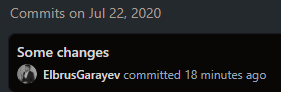 Commits on Jul 22, 2020
Some changes
ElbrusGarayev committed 18 minutes ago